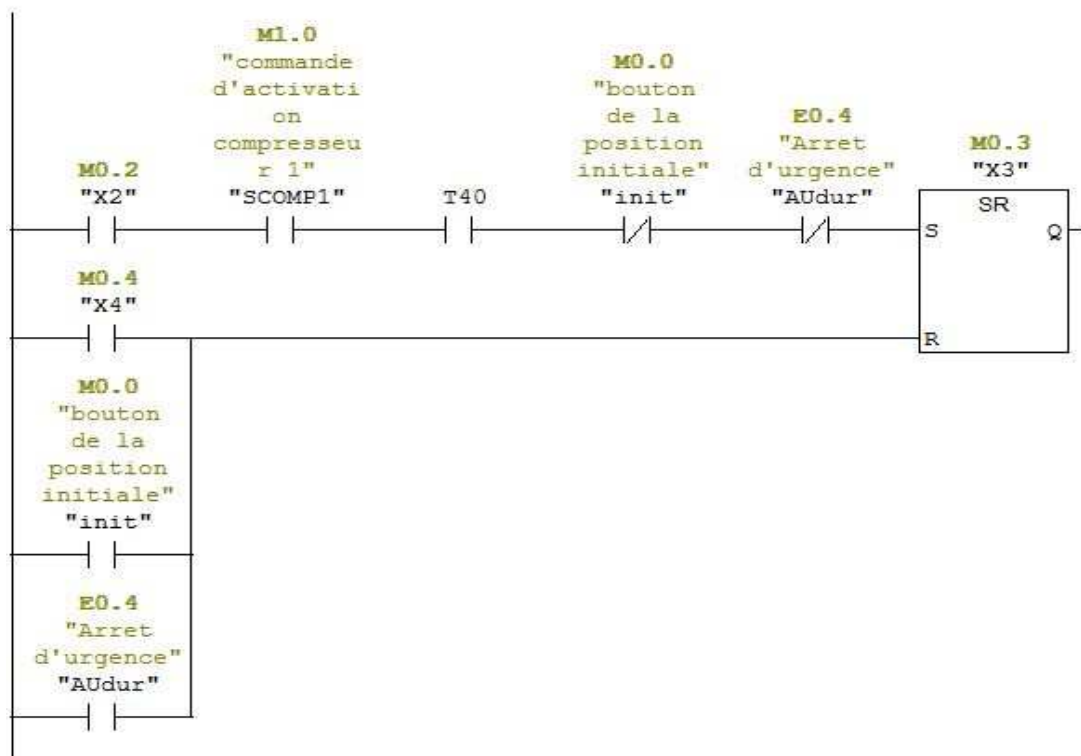 M1.0
"commande
d'activati
on
compresseu
r 1"
"SCOMP1"
M0.0
"bouton
de la
position
initiale"
"init"
E0.4
"Arret
d'urgence"
"AUdur"
M0.2
"X2"
T40
M0.3
"X3"
SR
S
Q
M0.4
"X4"
R
M0.0
"bouton
de la
position
initiale"
"init"
E0.4
"Arret
d'urgence"
"AUdur"